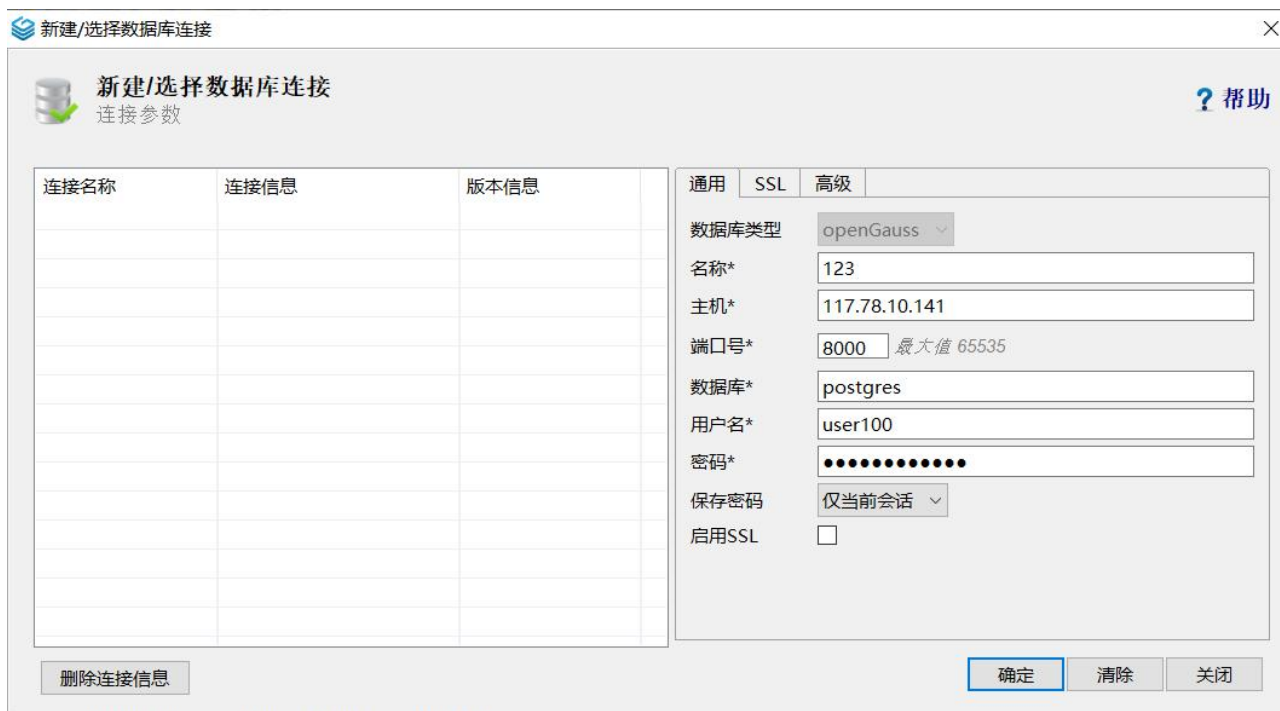 新建/选择数据库连接
新建/选择数据库连接
连接参数
? 帮助
连接名称 连接信息 版本信息
通用 SSL 高级
数据库类型 openGauss
名称* 123
主机* 117.78.10.141
端口号* 8000 最大值 65535
数据库* postgres
用户名* user100
密码* ●●●●●●●●●●●●
保存密码 仅当前会话
启用SSL
删除连接信息 确定 清除 关闭